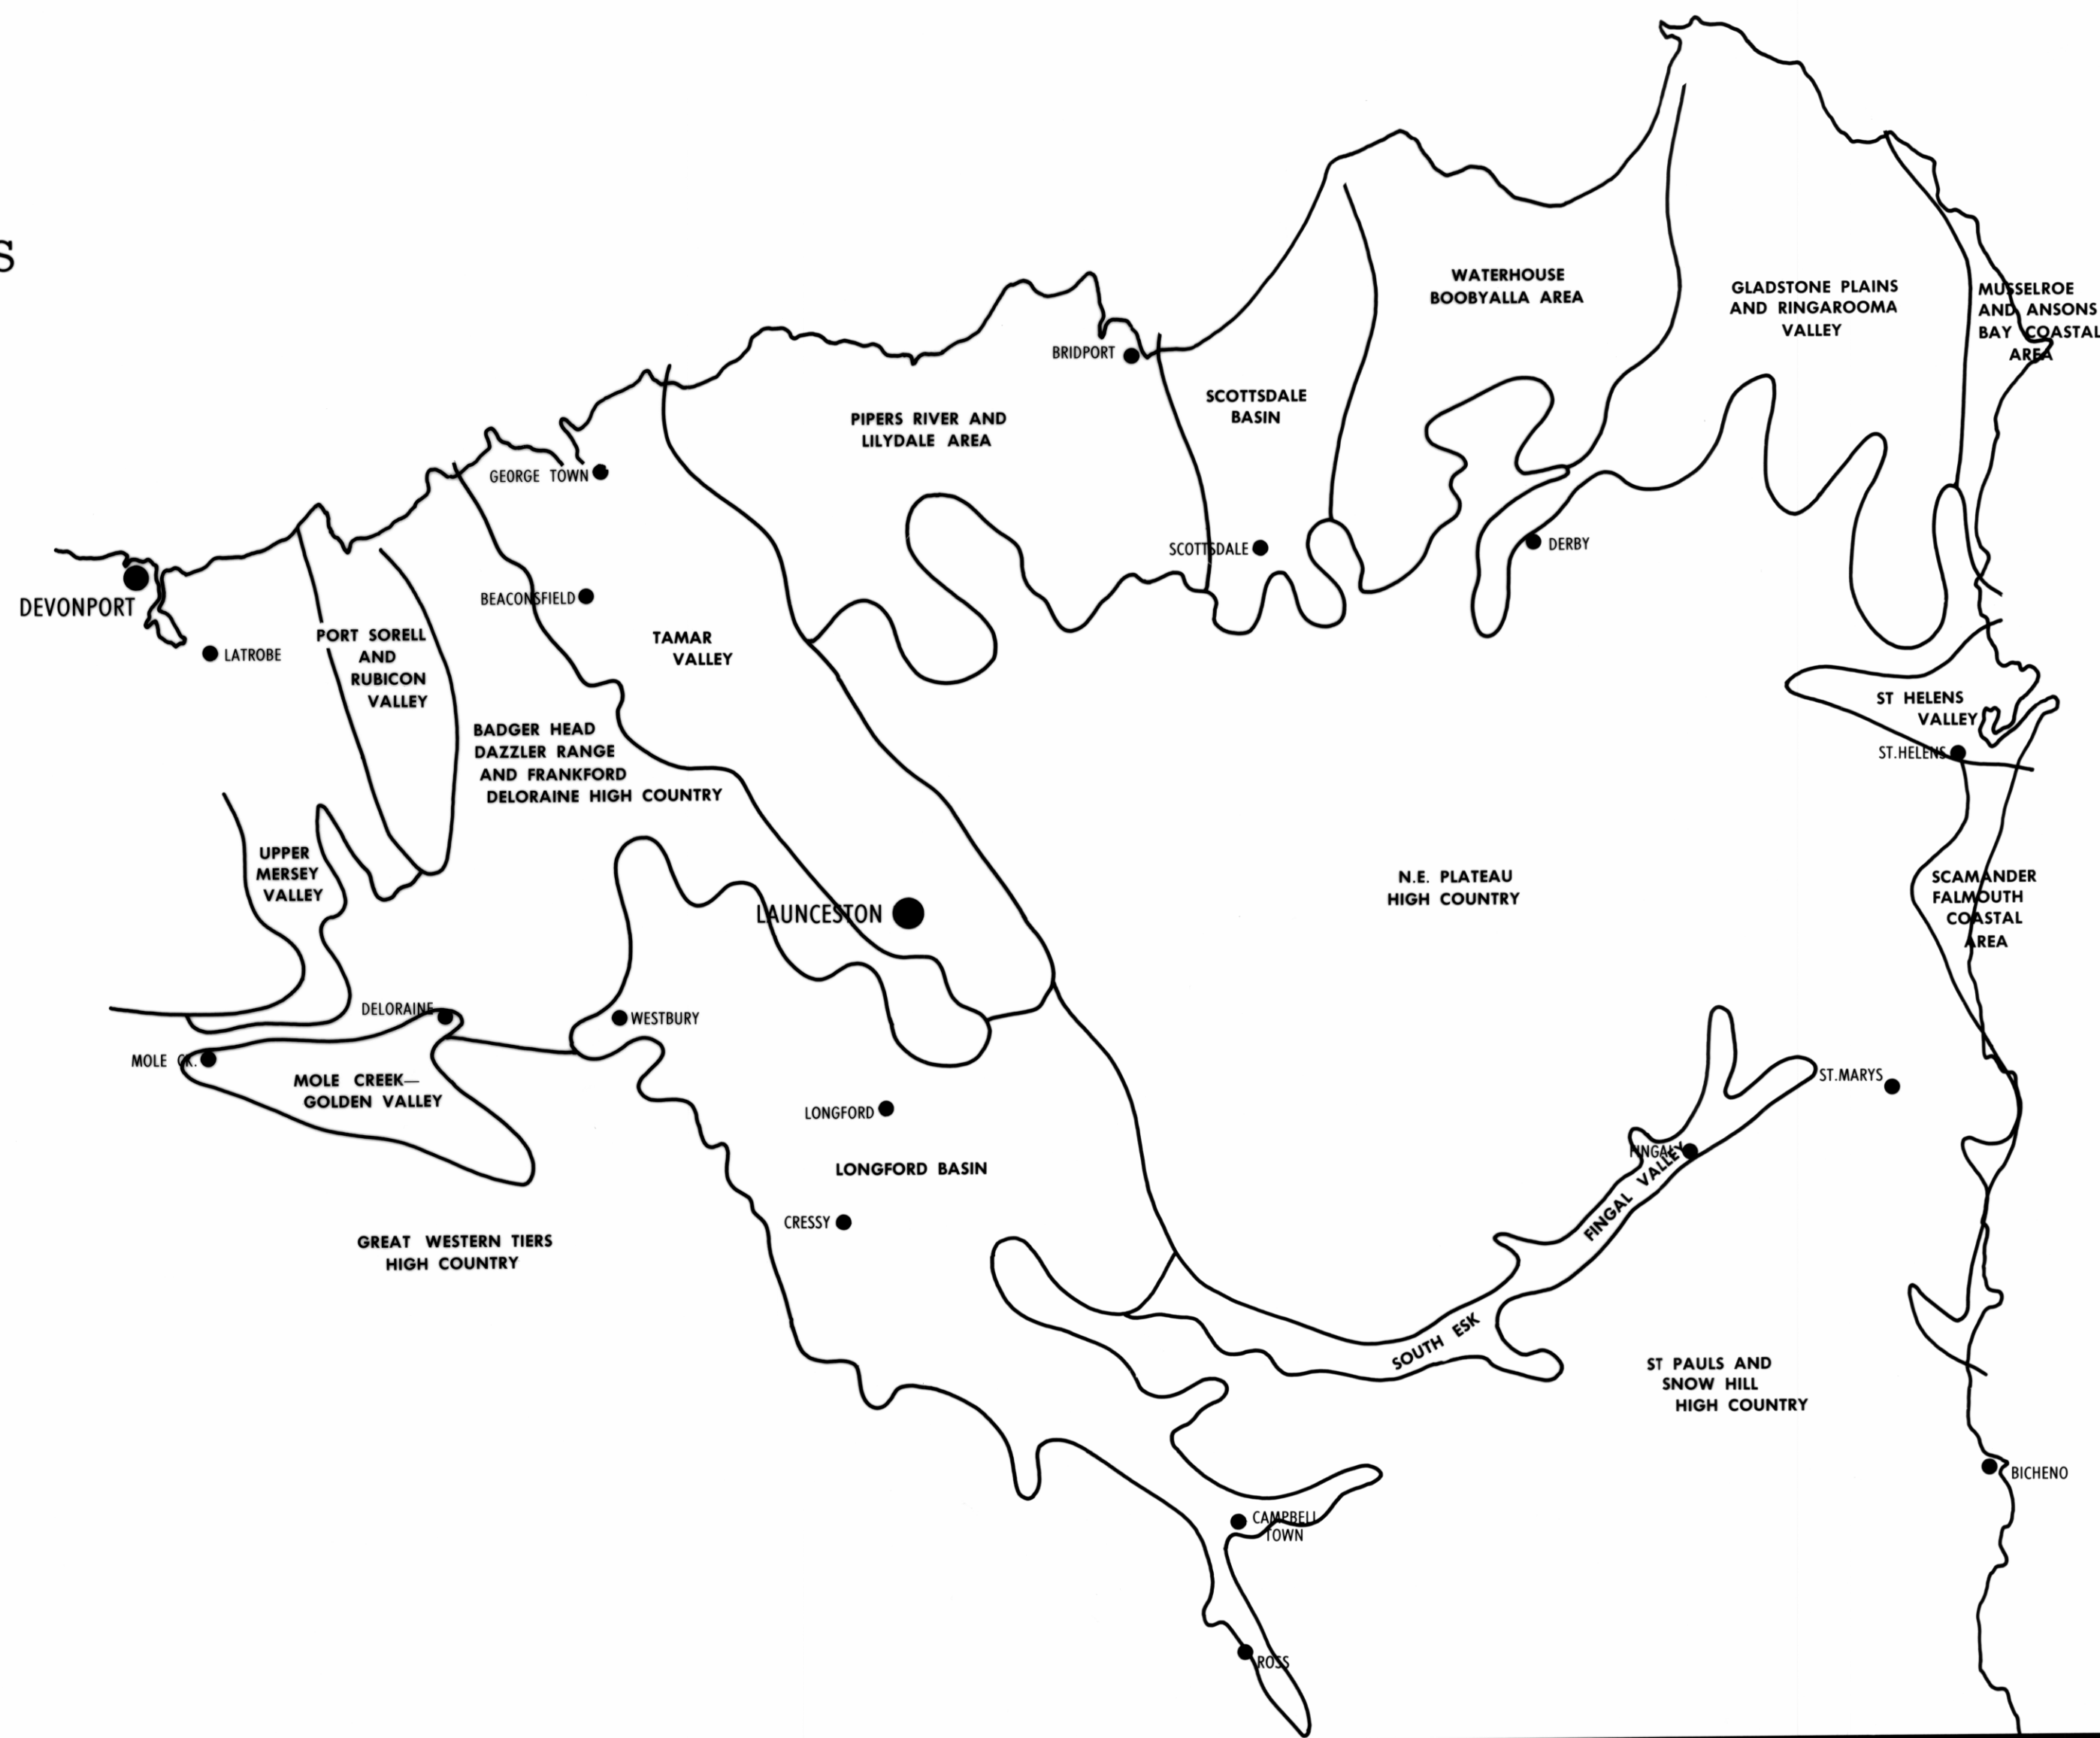 S
WATERHOUSE
BOOBYALLA AREA
GLADSTONE PLAINS
AND RINGAROOMA
VALLEY
MUSSELROE
AND ANSONS
BAY COASTAL
AREA
BRIDPORT
SCOTTSDALE
BASIN
PIPERS RIVER AND
LILYDALE AREA
GEORGE TOWN
SCOTTSDALE
DERBY
DEVONPORT
BEACONSFIELD
LATROBE
PORT SORELL
AND
RUBICON
VALLEY
TAMAR
VALLEY
ST HELENS
VALLEY
ST.HELENS
BADGER HEAD
DAZZLER RANGE
AND FRANKFORD
DELORAINE HIGH COUNTRY
UPPER
MERSEY
VALLEY
LAUNCESTON
N.E. PLATEAU
HIGH COUNTRY
SCAMANDER
FALMOUTH
COASTAL
AREA
DELORAINE
WESTBURY
MOLE CK.
MOLE CREEK—
GOLDEN VALLEY
ST.MARYS
LONGFORD
FINGAL
FINGAL VALLEY
LONGFORD BASIN
CRESSY
GREAT WESTERN TIERS
HIGH COUNTRY
SOUTH ESK
ST PAULS AND
SNOW HILL
HIGH COUNTRY
BICHENO
CAMPBELL
TOWN
ROSS